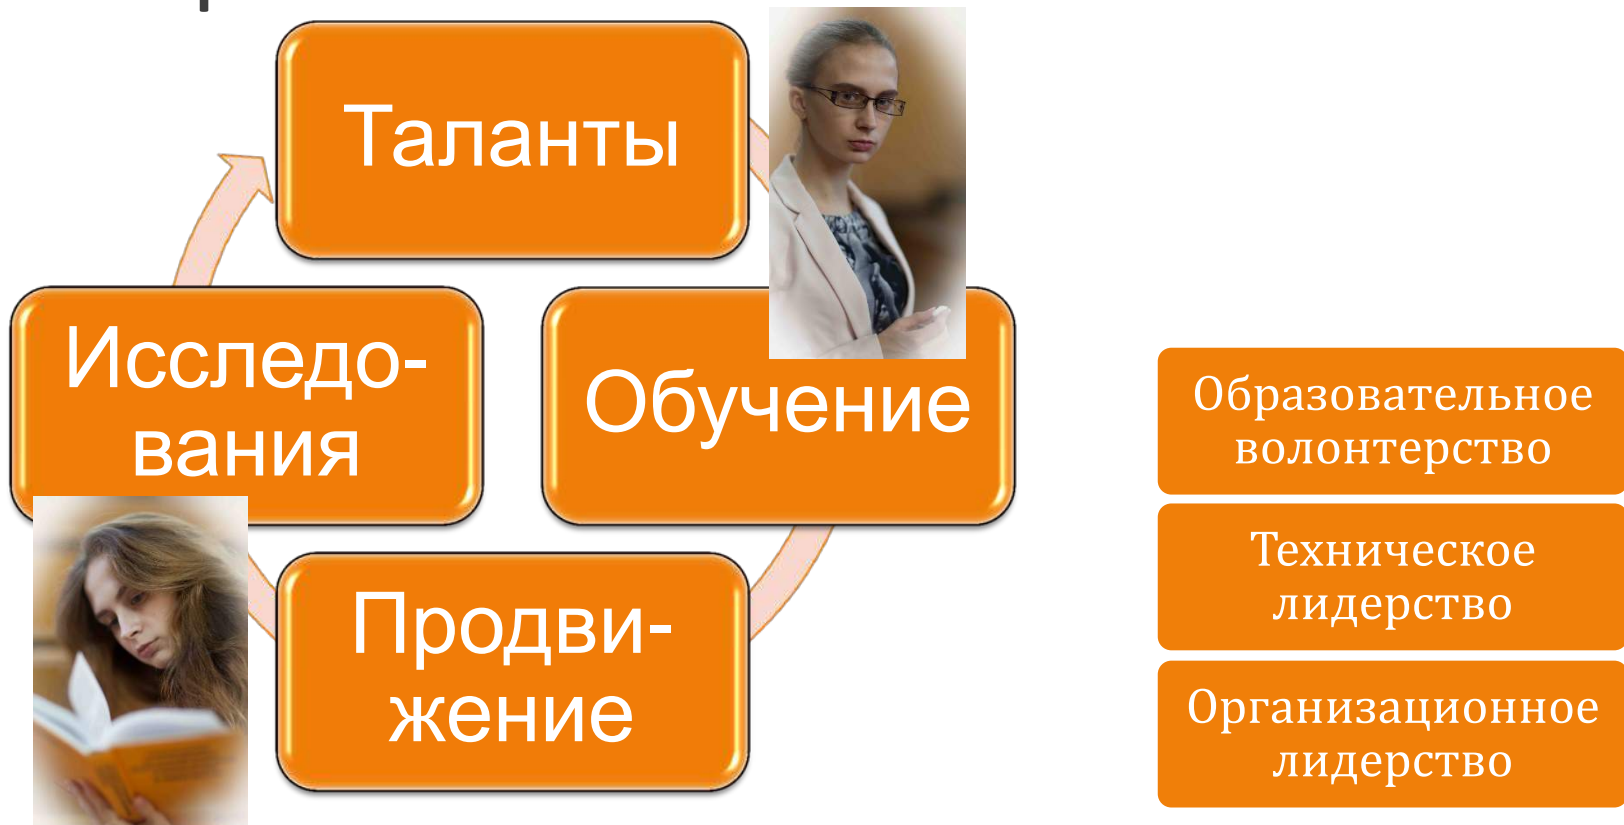 Таланты
Исследо-
вания
Обучение
Продви-
жение
Образовательное
волонтерство
Техническое
лидерство
Организационное
лидерство